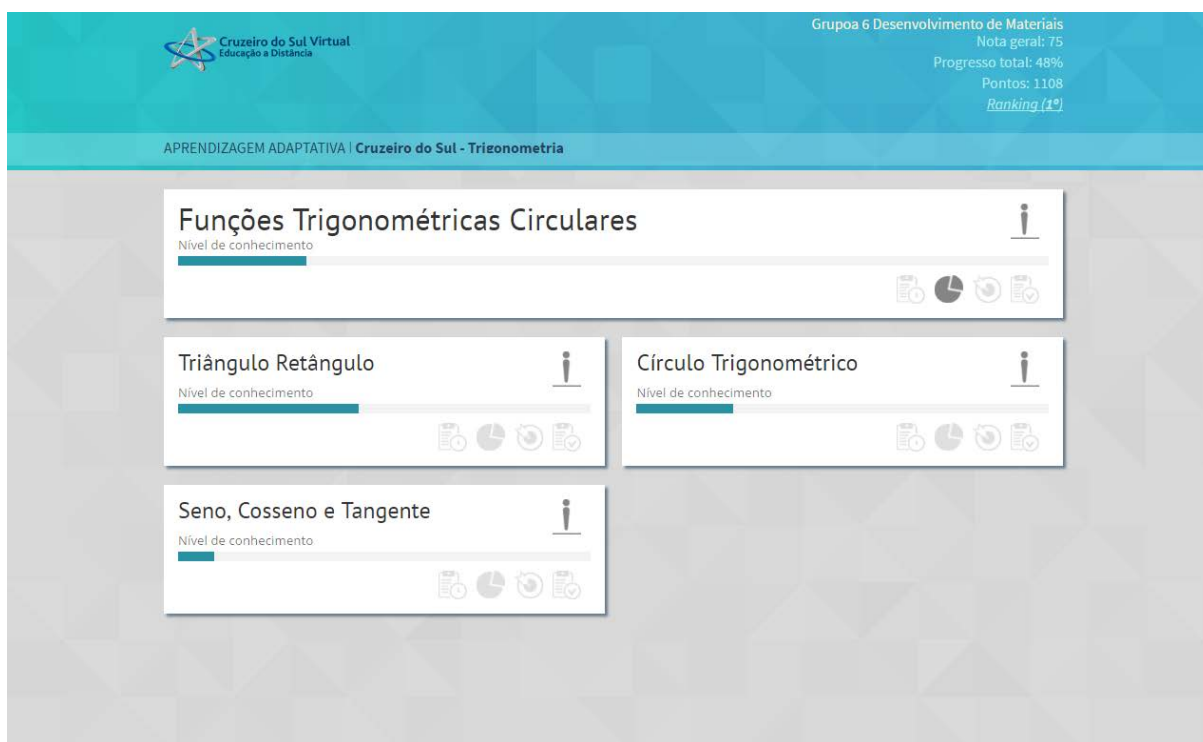 Cruzeiro do Sul Virtual
Educação a Distância
Grupoa 6 Desenvolvimento de Materiais
Nota geral: 75
Progresso total: 48%
Pontos: 1108
Ranking (1º)
APRENDIZAGEM ADAPTATIVA | Cruzeiro do Sul - Trigonometria
Funções Trigonométricas Circulares
Nível de conhecimento
Triângulo Retângulo
Nível de conhecimento
Círculo Trigonométrico
Nível de conhecimento
Seno, Cosseno e Tangente
Nível de conhecimento